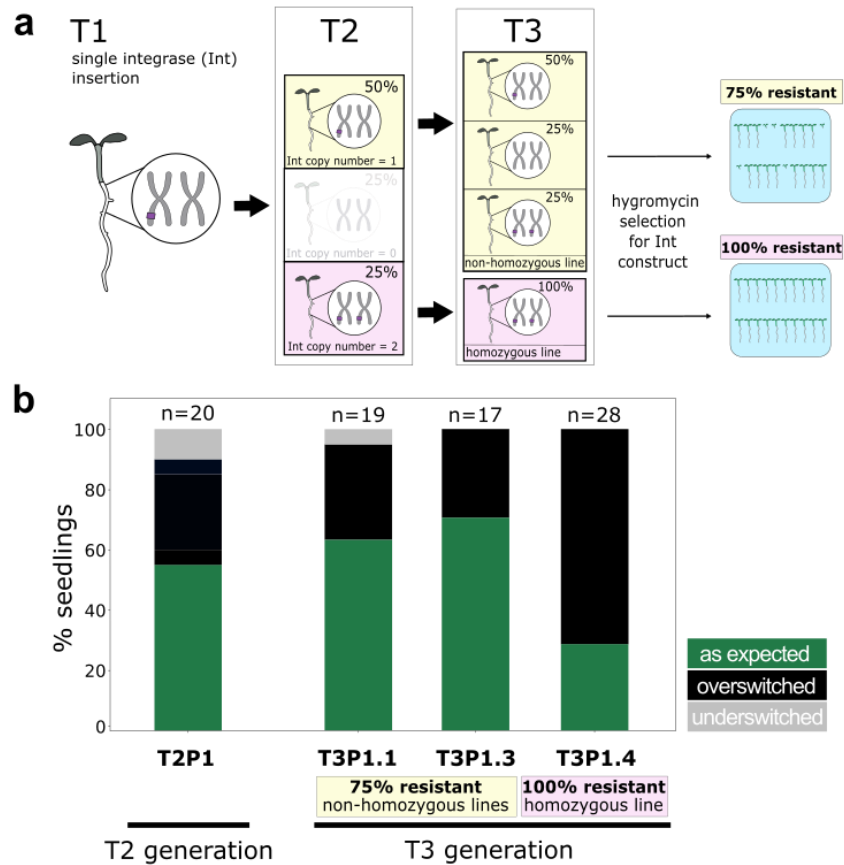 a
T1
single integrase (Int)
insertion
T2
50%
Int copy number = 1
25%
Int copy number = 0
25%
Int copy number = 2
T3
50%
25%
25%
non-homozygous line
100%
homozygous line
hygromycin
selection
for Int
construct
75% resistant
100% resistant
b
% seedlings
100
80
60
40
20
0
n=20
n=19
n=17
n=28
as expected
overswitched
underswitched
T2P1
T3P1.1
T3P1.3
T3P1.4
75% resistant
non-homozygous lines
100% resistant
homozygous line
T2 generation
T3 generation